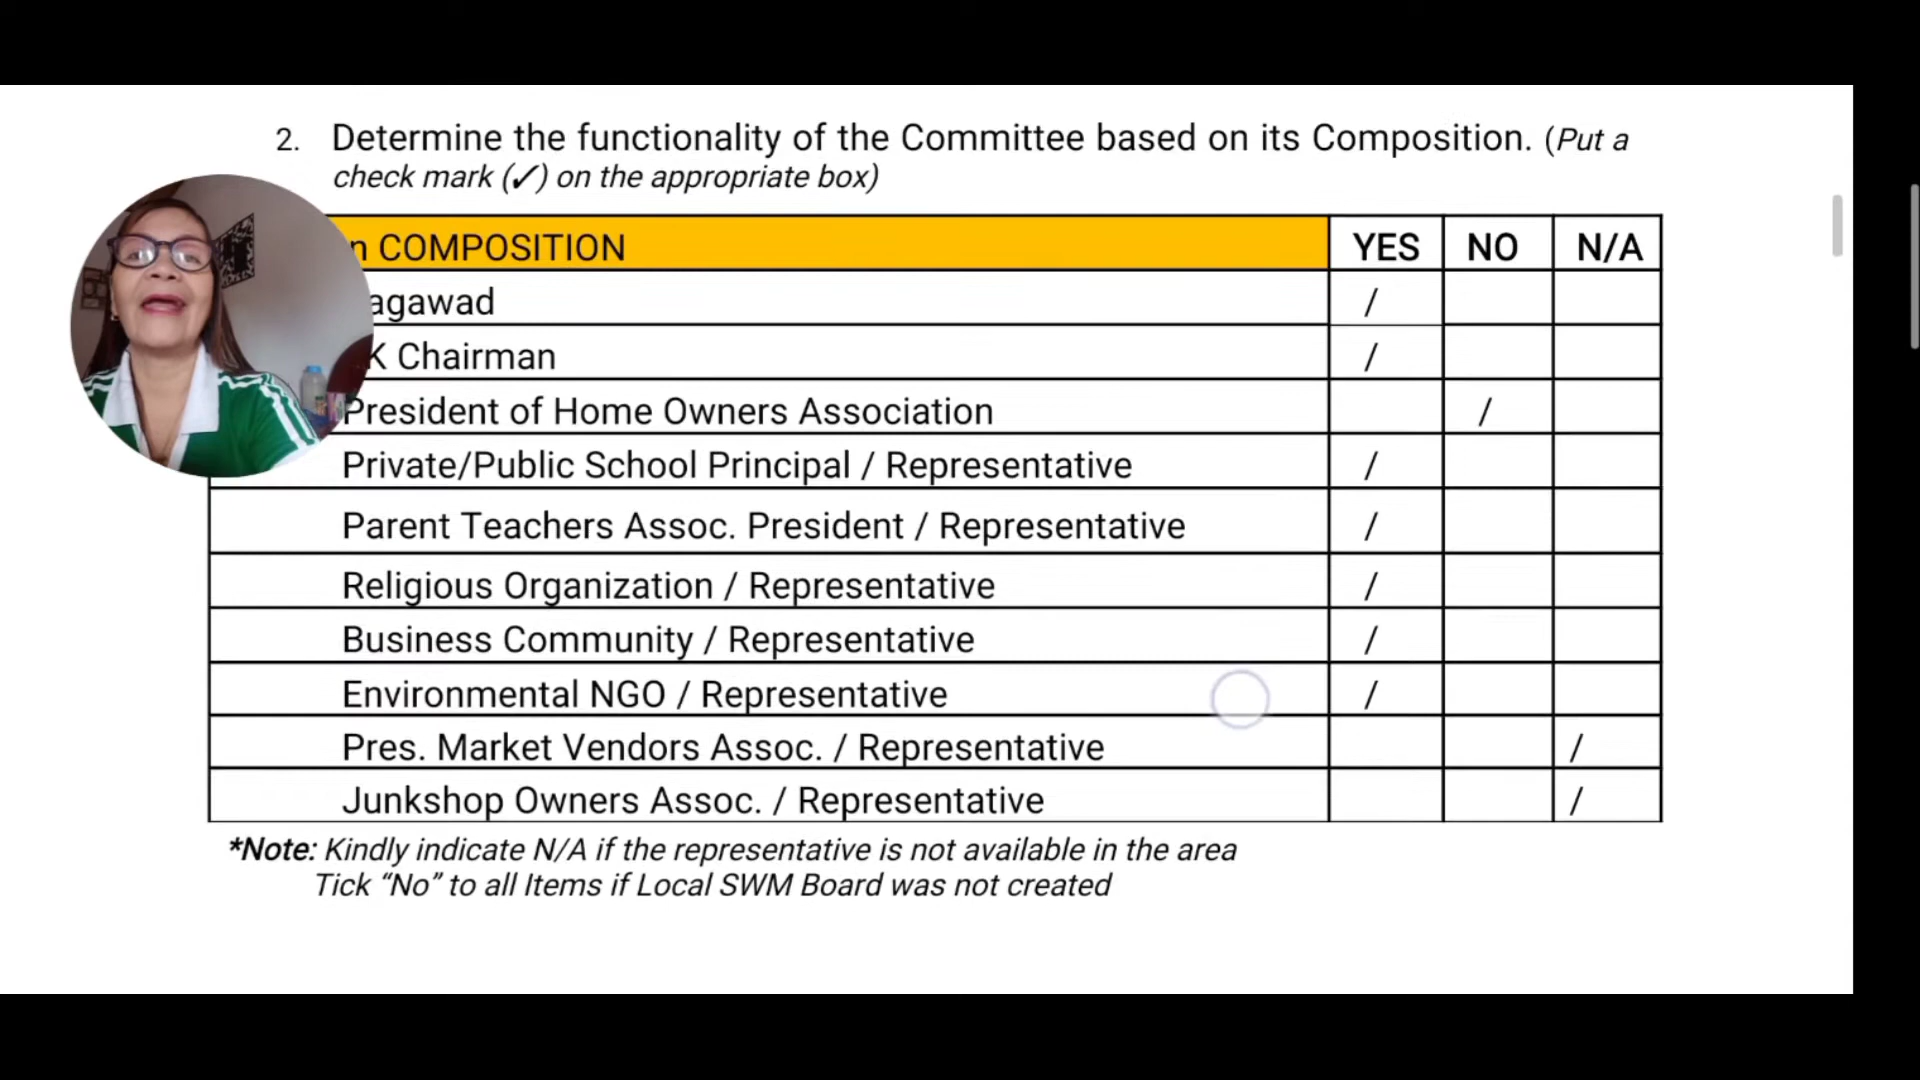 2. Determine the functionality of the Committee based on its Composition. (Put a
check mark (✓) on the appropriate box)
COMPOSITION YES NO N/A
agawad /
K Chairman /
President of Home Owners Association /
Private/Public School Principal / Representative /
Parent Teachers Assoc. President / Representative /
Religious Organization / Representative /
Business Community / Representative /
Environmental NGO / Representative /
Pres. Market Vendors Assoc. / Representative /
Junkshop Owners Assoc. / Representative /
*Note: Kindly indicate N/A if the representative is not available in the area
Tick “No” to all Items if Local SWM Board was not created